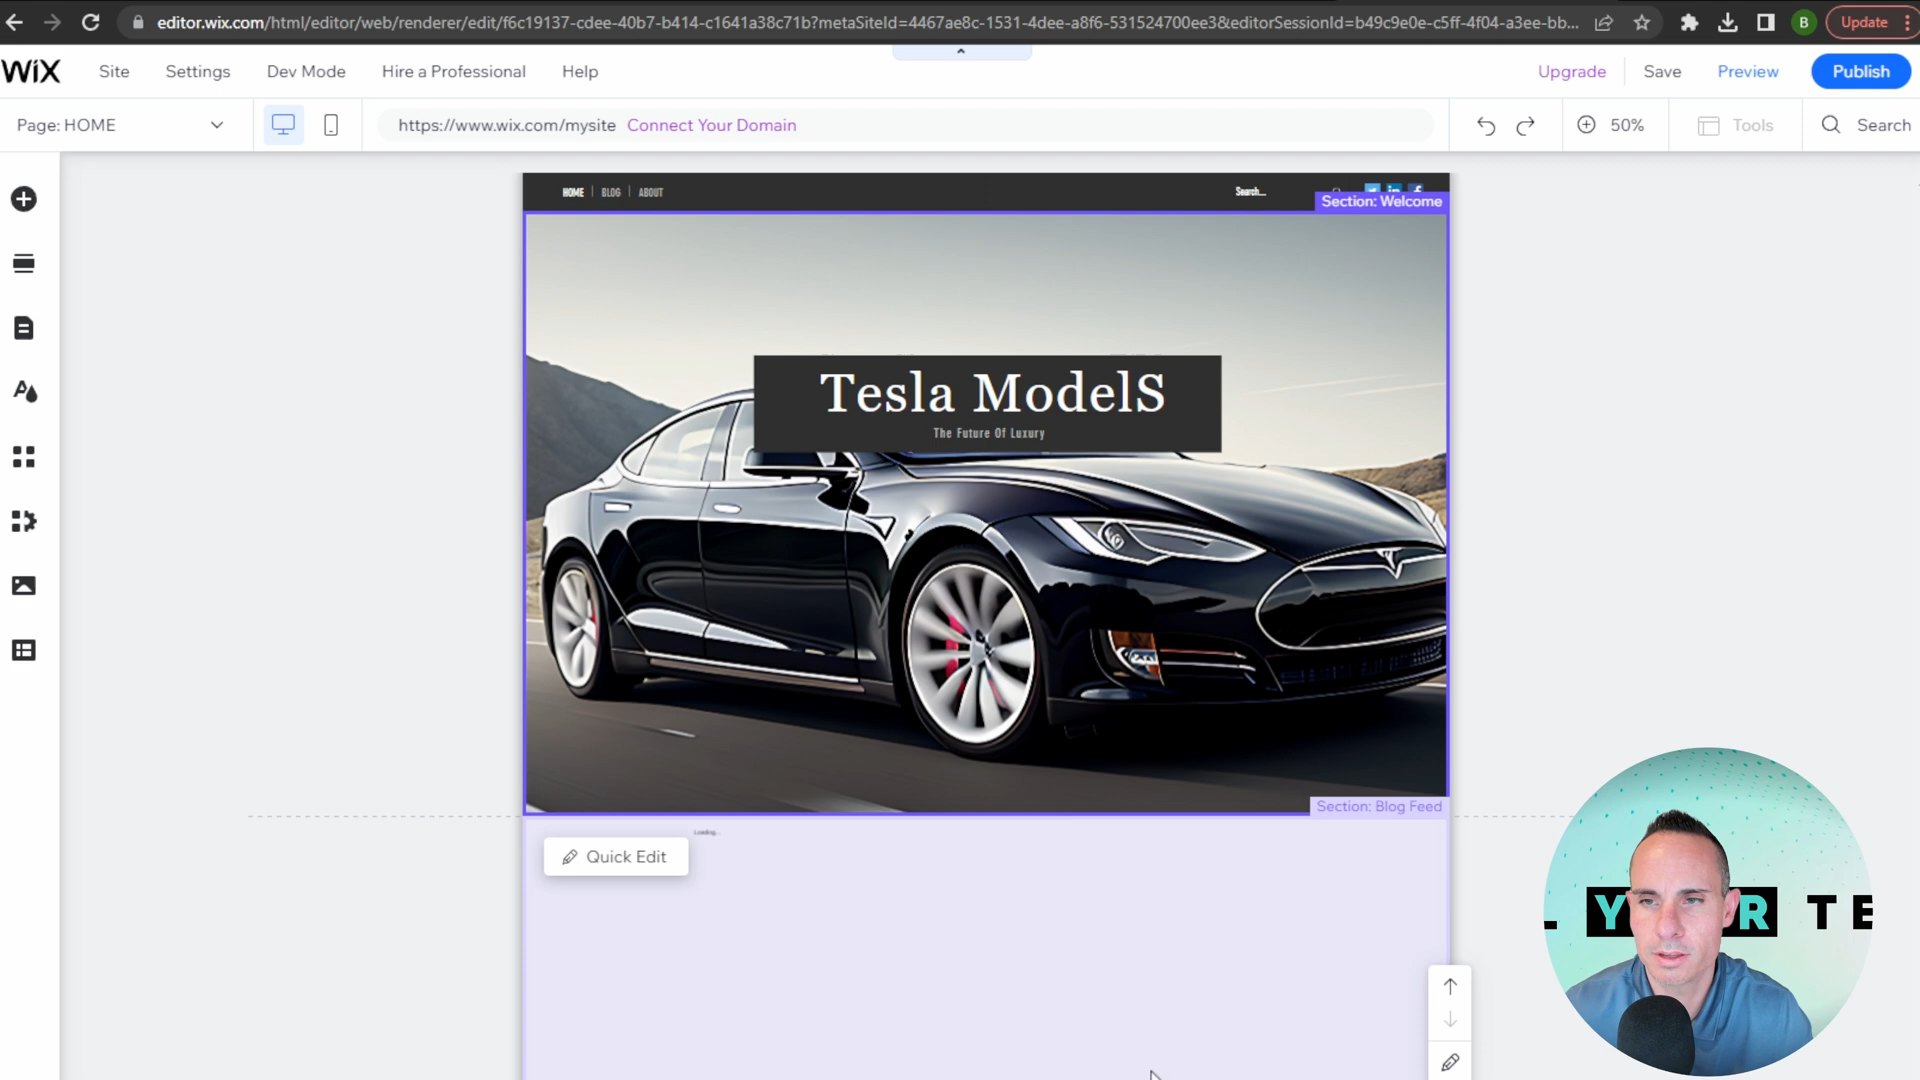 editor.wix.com/html/editor/web/renderer/edit/f6c19137-cdee-40b7-b414-c1641a38c71b?metaSiteId=4467ae8c-1531-4dee-a8f6-531524700ee3&editorSessionId=b49c9e0e-c5ff-4f04-a3ee-bb...
B
Update
WiX
Site
Settings
Dev Mode
Hire a Professional
Help
Upgrade
Save
Preview
Publish
Page: HOME
https://www.wix.com/mysite
Connect Your Domain
50%
Tools
Search
HOME
BLOG
ABOUT
Search...
Section: Welcome
Tesla ModelS
The Future Of Luxury
Section: Blog Feed
Loading...
Quick Edit